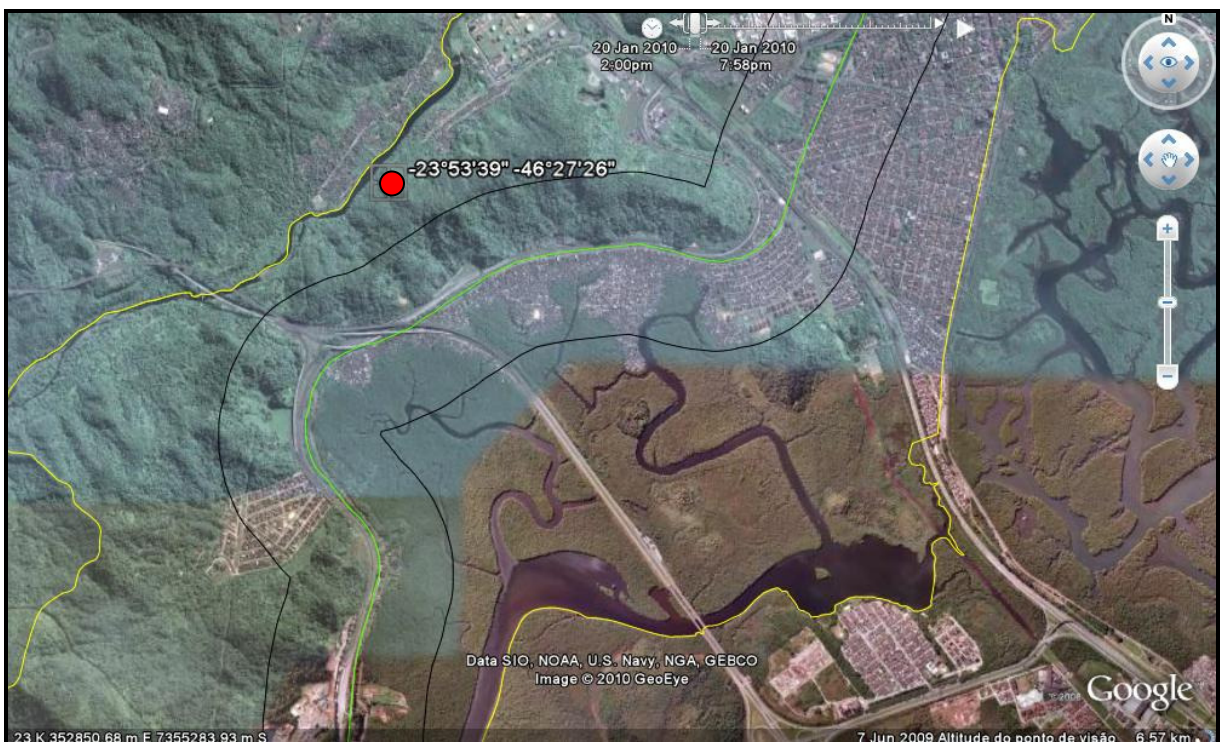 N
20 Jan 2010 20 Jan 2010
2:00pm 7:58pm
-23°53'39" -46°27'26"
Data SIO, NOAA, U.S. Navy, NGA, GEBCO
Image © 2010 GeoEye
Google
23 K 352850.68 m E 7355283.93 m S
7 Jun 2009 Altitude do ponto de visão 6.57 km